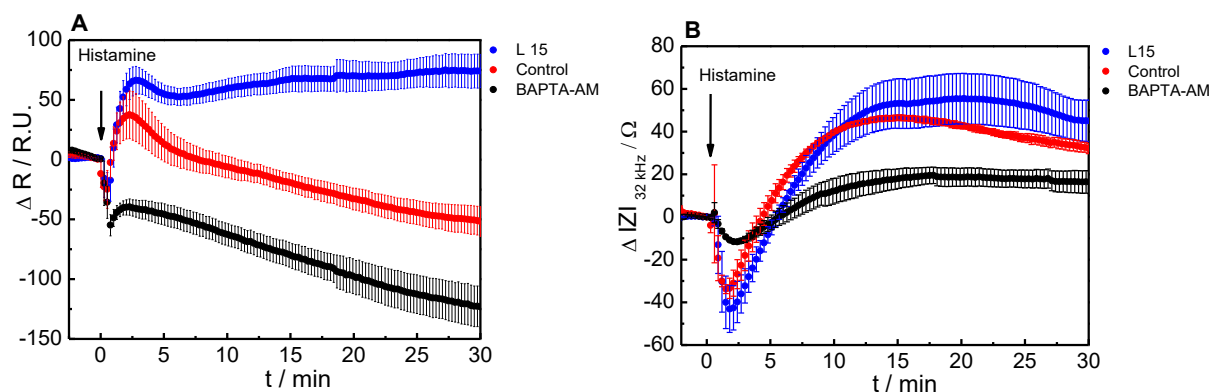 A
Histamine
L 15
Control
BAPTA-AM
Δ R / R.U.
100
50
0
-50
-100
-150
0 5 10 15 20 25 30
t / min
B
Histamine
L 15
Control
BAPTA-AM
Δ |Z| 32 kHz / Ω
80
60
40
20
0
-20
-40
-60
0 5 10 15 20 25 30
t / min